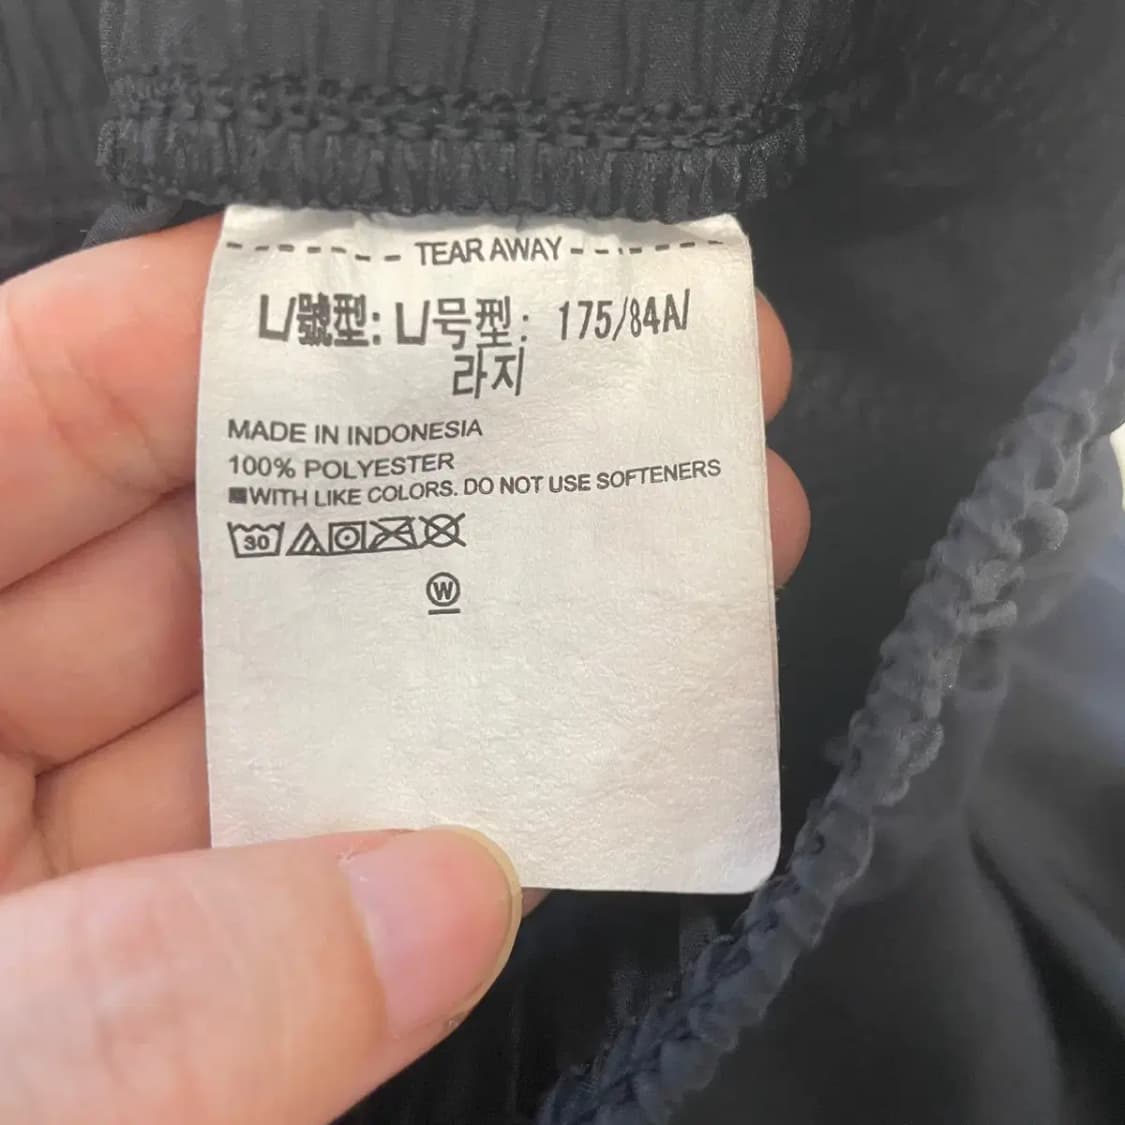 TEAR AWAY
L/號型: L/号型: 175/84A/
라지
MADE IN INDONESIA
100% POLYESTER
WITH LIKE COLORS. DO NOT USE SOFTENERS
30
W